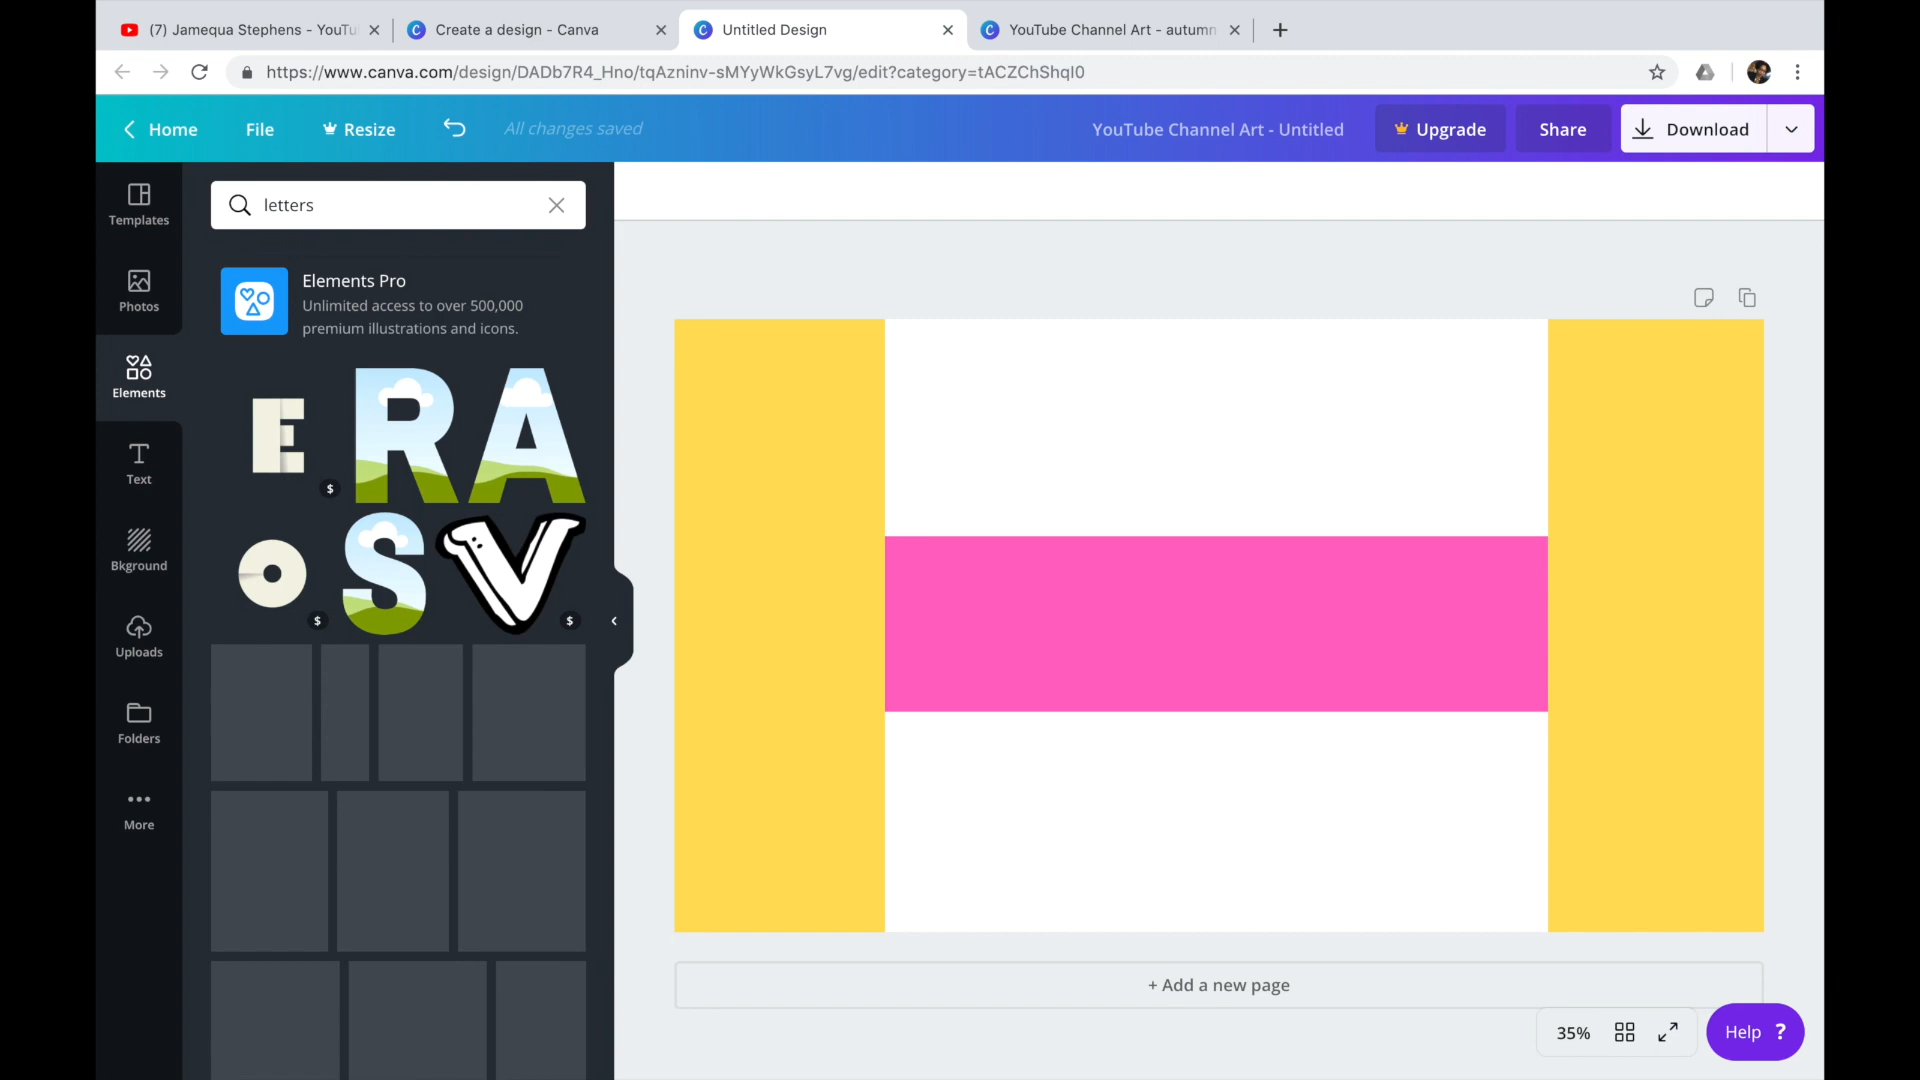 (7) Jamequa Stephens - YouTu
Create a design - Canva
Untitled Design
YouTube Channel Art - autumn
https://www.canva.com/design/DADb7R4_Hno/tqAzninv-sMYyWkGsyL7vg/edit?category=tACZChShqI0
Home
File
Resize
All changes saved
YouTube Channel Art - Untitled
Upgrade
Share
Download
Templates
Photos
Elements
Text
Bkground
Uploads
Folders
More
letters
Elements Pro
Unlimited access to over 500,000
premium illustrations and icons.
E $ R A
O $ S V $
+ Add a new page
35%
Help ?